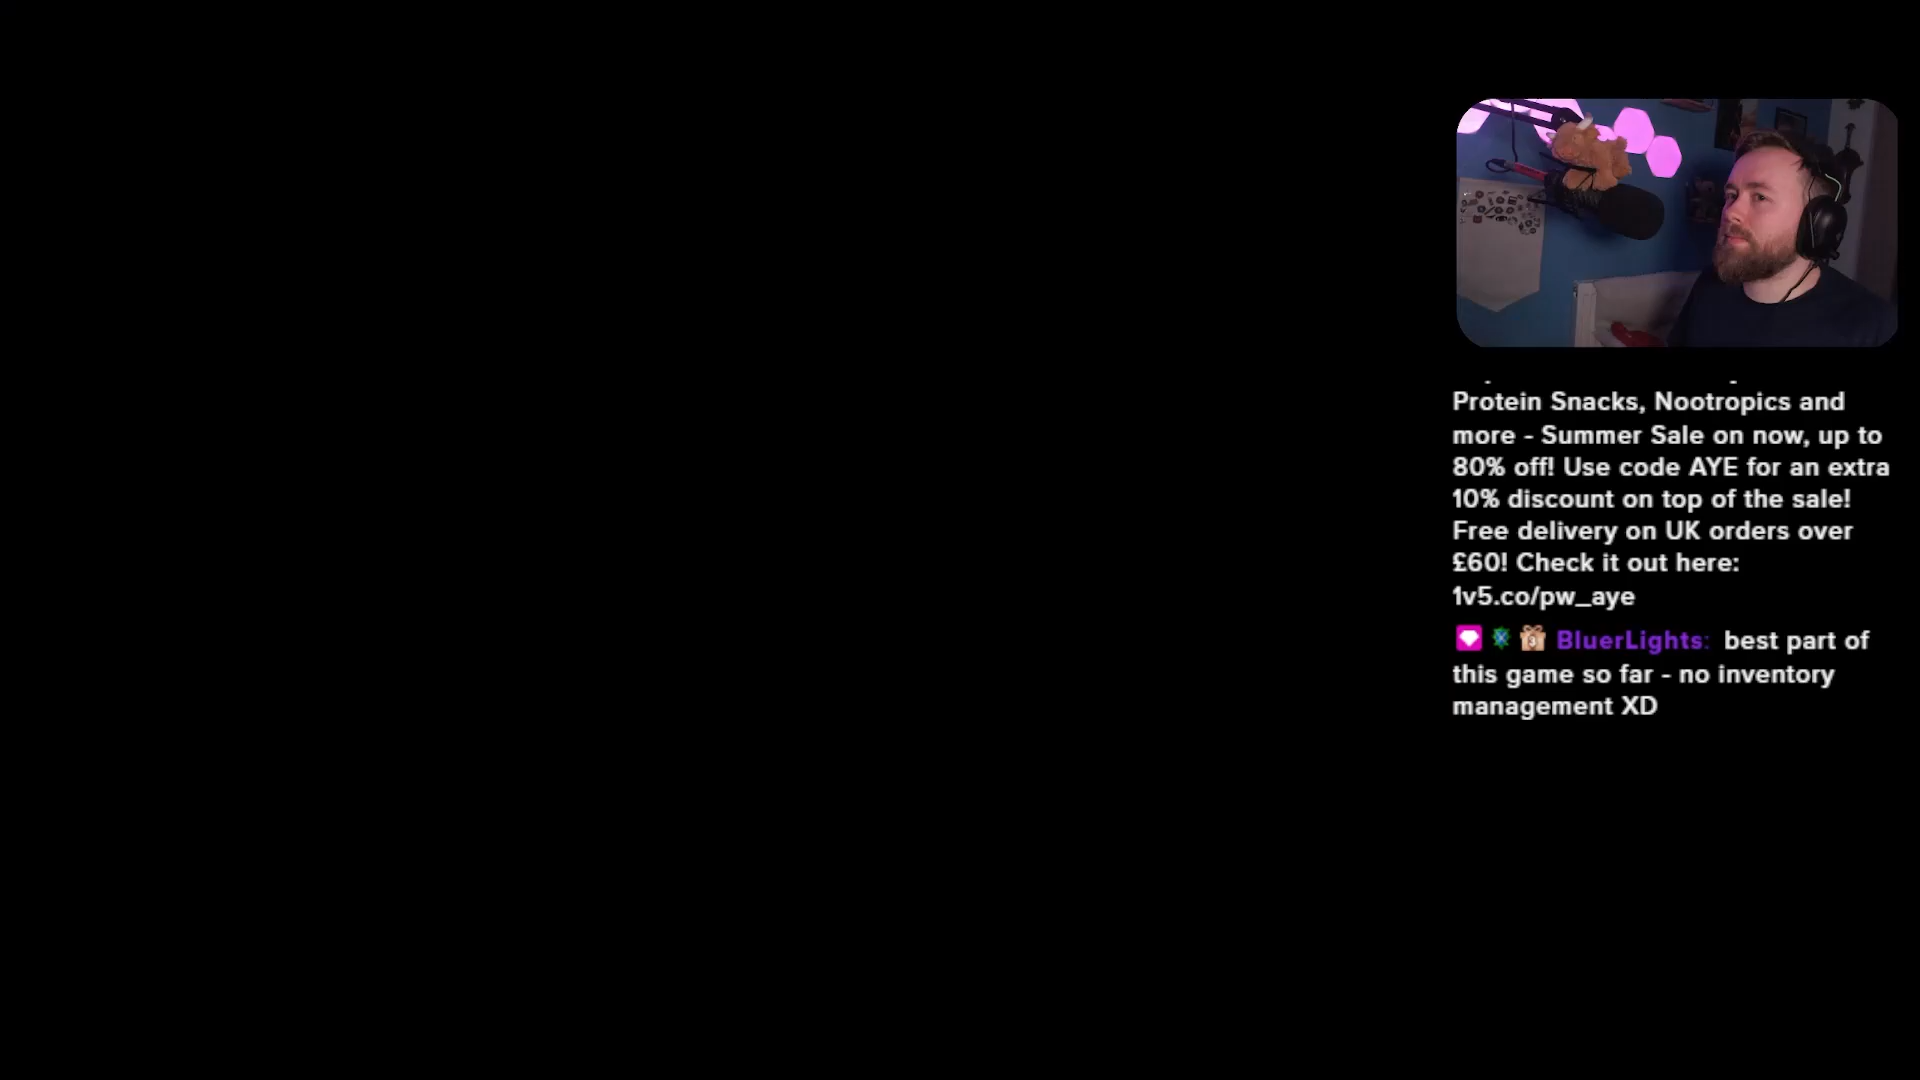 Protein Snacks, Nootropics and
more - Summer Sale on now, up to
80% off! Use code AYE for an extra
10% discount on top of the sale!
Free delivery on UK orders over
£60! Check it out here:
1v5.co/pw_aye
BluerLights: best part of
this game so far - no inventory
management XD